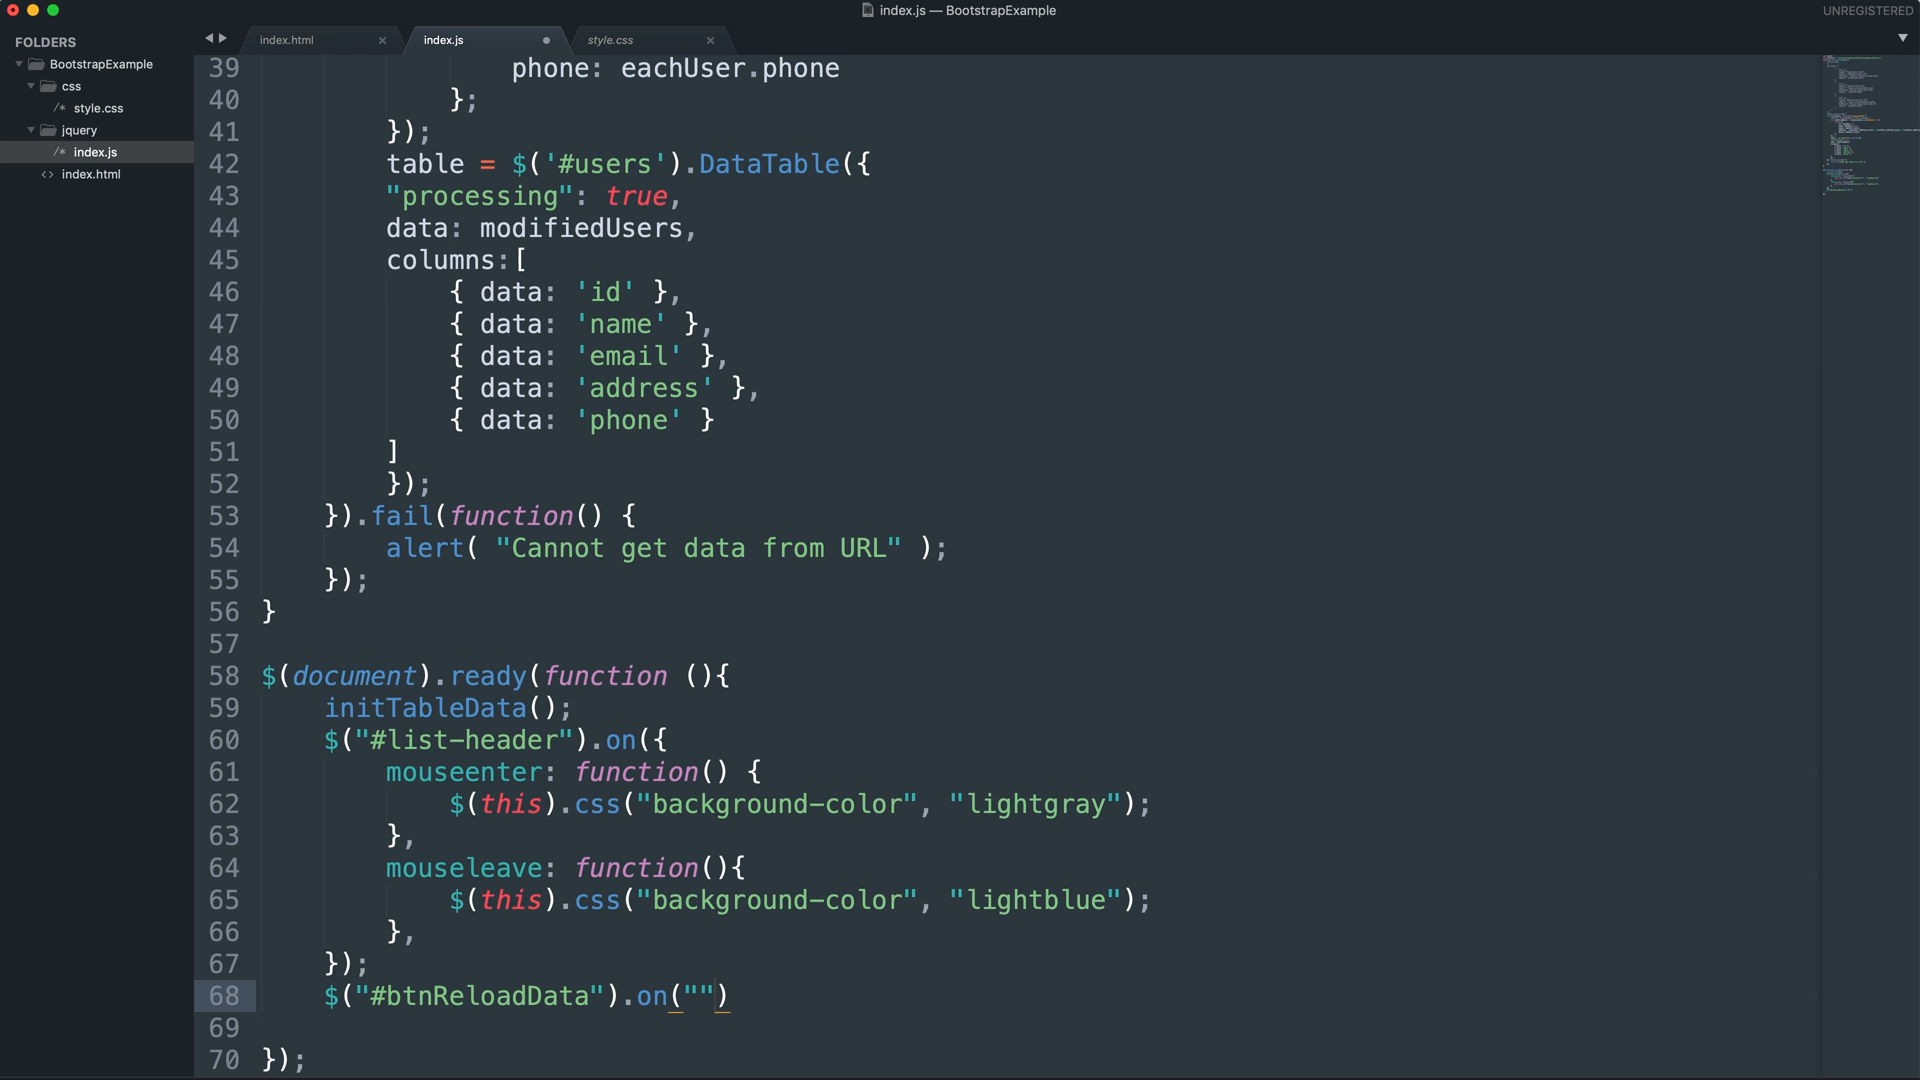 index.js — BootstrapExample
UNREGISTERED
FOLDERS
BootstrapExample
css
/* style.css
jquery
/* index.js
<> index.html
index.html
index.js
style.css
39 phone: eachUser.phone
40 };
41 });
42 table = $('#users').DataTable({
43 "processing": true,
44 data: modifiedUsers,
45 columns:[
46 { data: 'id' },
47 { data: 'name' },
48 { data: 'email' },
49 { data: 'address' },
50 { data: 'phone' }
51 ]
52 });
53 }).fail(function() {
54 alert( "Cannot get data from URL" );
55 });
56 }
57
58 $(document).ready(function (){
59 initTableData();
60 $("#list-header").on({
61 mouseenter: function() {
62 $(this).css("background-color", "lightgray");
63 },
64 mouseleave: function(){
65 $(this).css("background-color", "lightblue");
66 },
67 });
68 $("#btnReloadData").on("")
69
70 });